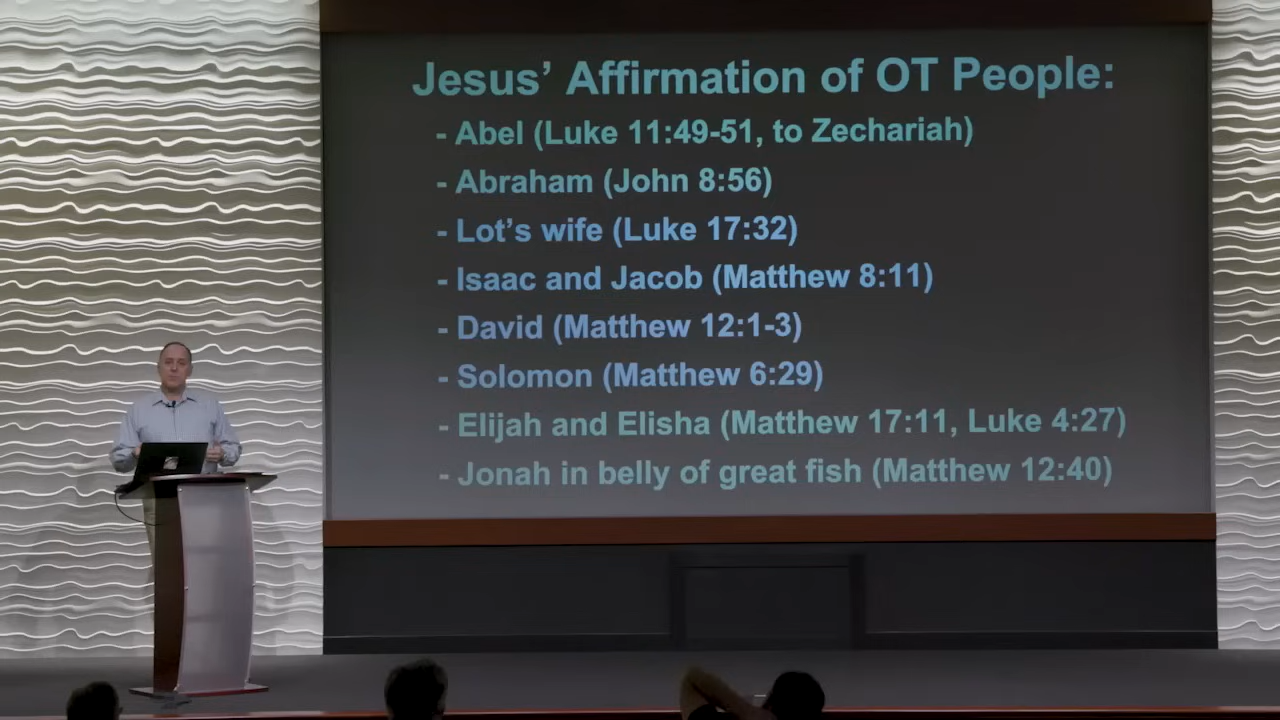 Jesus’ Affirmation of OT People:
- Abel (Luke 11:49-51, to Zechariah)
- Abraham (John 8:56)
- Lot’s wife (Luke 17:32)
- Isaac and Jacob (Matthew 8:11)
- David (Matthew 12:1-3)
- Solomon (Matthew 6:29)
- Elijah and Elisha (Matthew 17:11, Luke 4:27)
- Jonah in belly of great fish (Matthew 12:40)